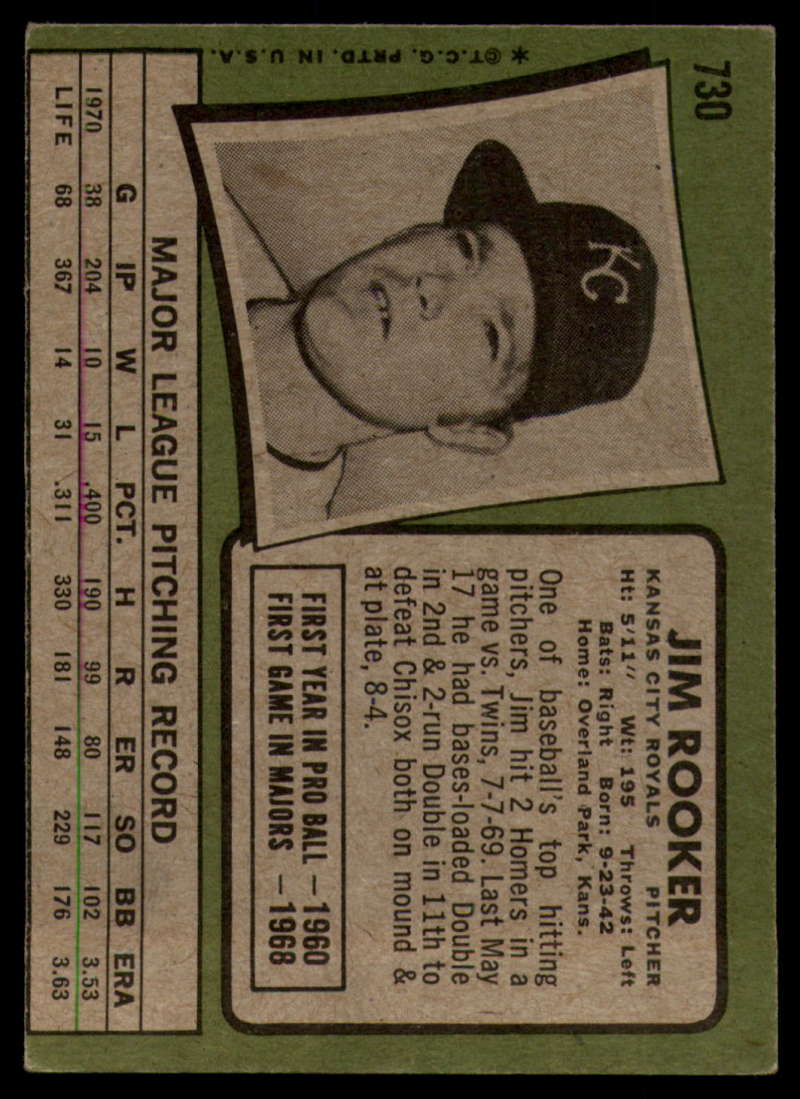 730
KC
JIM ROOKER
KANSAS CITY ROYALS PITCHER
Ht: 5'11" Wt: 195 Throws: Left
Bats: Right Born: 9-23-42
Home: Overland Park, Kans.
One of baseball's top hitting
pitchers, Jim hit 2 Homers in a
game vs. Twins, 7-7-69. Last May
17 he had bases-loaded Double
in 2nd & 2-run Double in 11th to
defeat Chisox both on mound &
at plate, 8-4.
FIRST YEAR IN PRO BALL — 1960
FIRST GAME IN MAJORS — 1968
* ©T.C.G. PRTD. IN U.S.A.
MAJOR LEAGUE PITCHING RECORD
G IP W L PCT. H R ER SO BB ERA
1970 38 204 10 15 .400 190 99 80 117 102 3.53
LIFE 68 367 14 31 .311 330 181 148 229 176 3.63